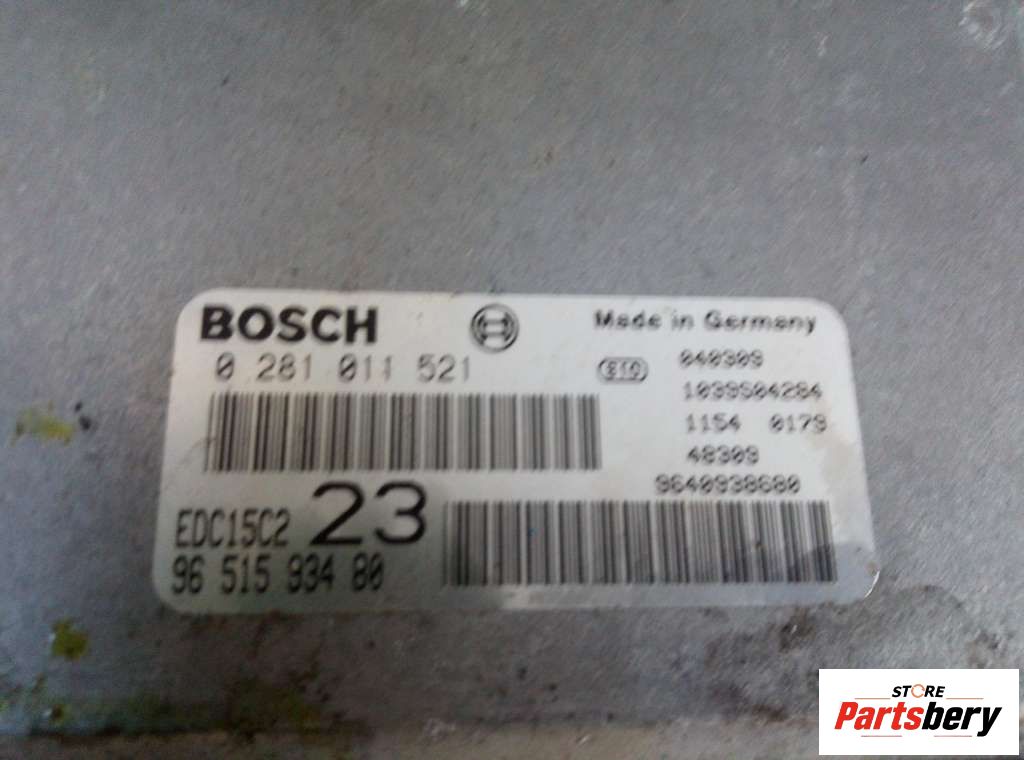 BOSCH
Made in Germany
0 281 011 521
040309
1039S04284
1154 0179
48309
9640938680
EDC15C2 23
96 515 934 80
STORE
Partsbery